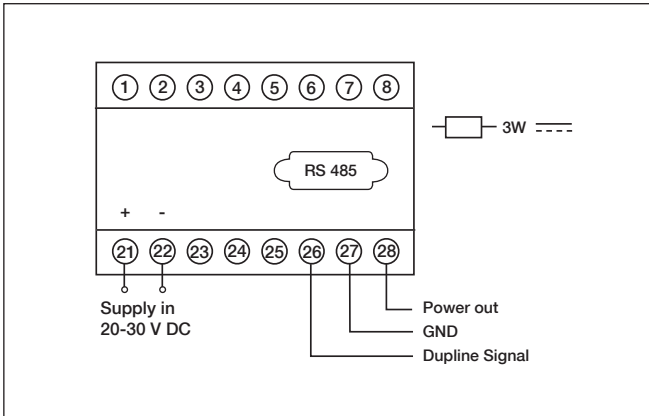 1 2 3 4 5 6 7 8
3W
RS 485
+ -
21 22 23 24 25 26 27 28
Supply in
20-30 V DC
Power out
GND
Dupline Signal